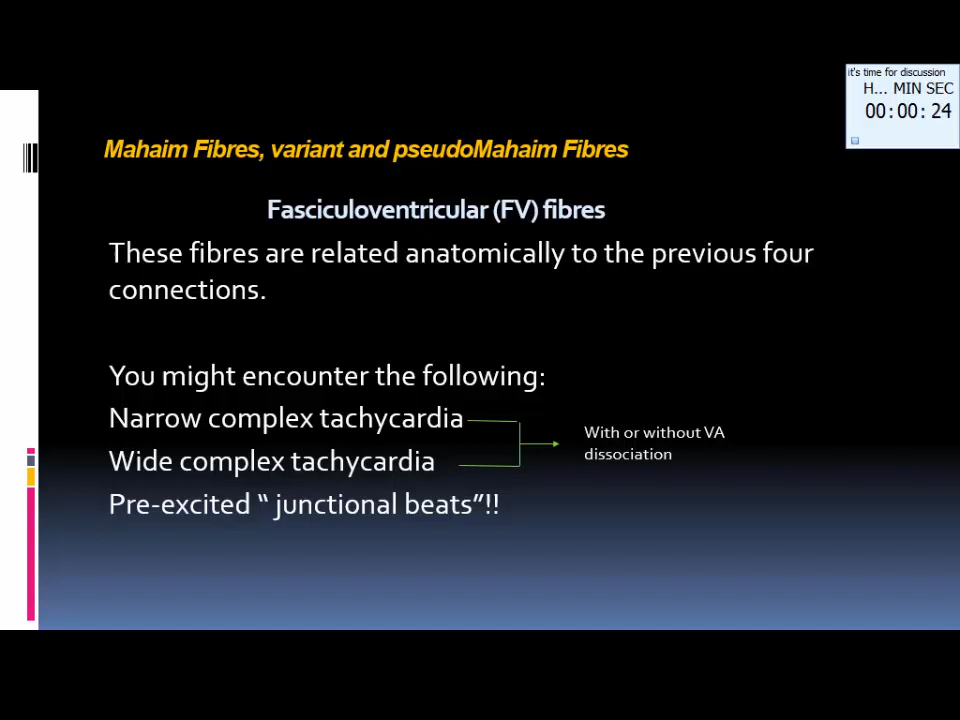 it's time for discussion
H... MIN SEC
00:00:24
Mahaim Fibres, variant and pseudoMahaim Fibres
Fasciculoventricular (FV) fibres
These fibres are related anatomically to the previous four
connections.
You might encounter the following:
Narrow complex tachycardia
With or without VA
dissociation
Wide complex tachycardia
Pre-excited “ junctional beats”!!